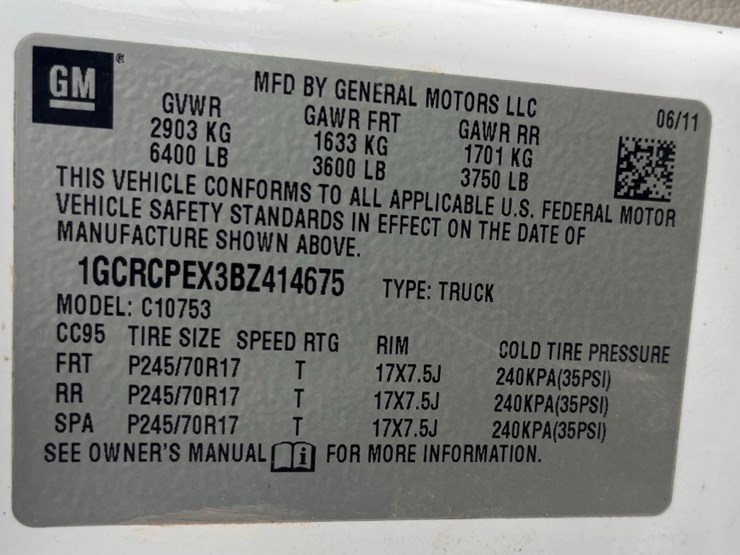 GM®
MFD BY GENERAL MOTORS LLC 06/11
GVWR GAWR FRT GAWR RR
2903 KG 1633 KG 1701 KG
6400 LB 3600 LB 3750 LB
THIS VEHICLE CONFORMS TO ALL APPLICABLE U.S. FEDERAL MOTOR
VEHICLE SAFETY STANDARDS IN EFFECT ON THE DATE OF
MANUFACTURE SHOWN ABOVE.
1GCRCPEX3BZ414675 TYPE: TRUCK
MODEL: C10753
CC95 TIRE SIZE SPEED RTG RIM COLD TIRE PRESSURE
FRT P245/70R17 T 17X7.5J 240KPA(35PSI)
RR P245/70R17 T 17X7.5J 240KPA(35PSI)
SPA P245/70R17 T 17X7.5J 240KPA(35PSI)
SEE OWNER'S MANUAL i FOR MORE INFORMATION.